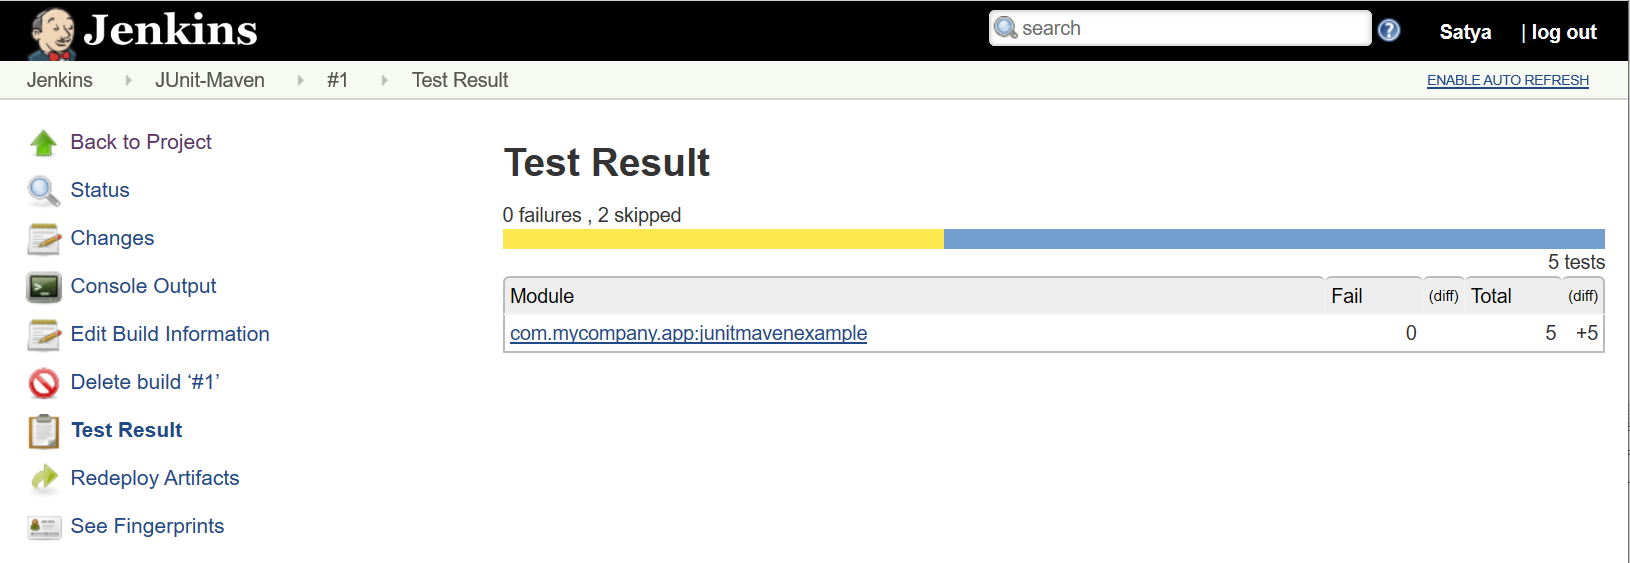 Jenkins
search
Satya | log out
Jenkins JUnit-Maven #1 Test Result
ENABLE AUTO REFRESH
Back to Project
Status
Changes
Console Output
Edit Build Information
Delete build ‘#1’
Test Result
Redeploy Artifacts
See Fingerprints
Test Result
0 failures , 2 skipped
5 tests
Module Fail (diff) Total (diff)
com.mycompany.app:junitmavenexample 0 5 +5